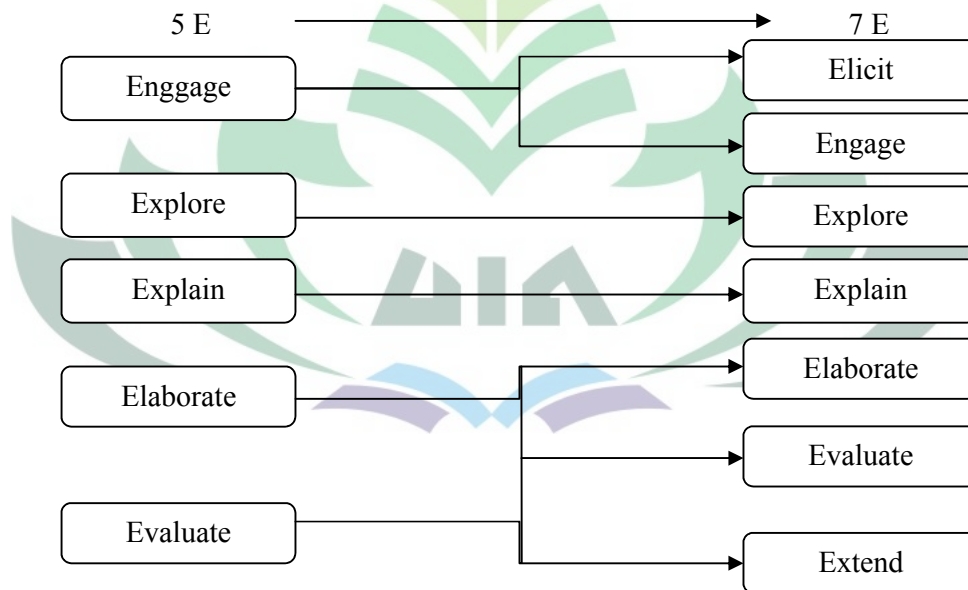 5 E
7 E
Enggage
Elicit
Engage
Explore
Explore
Explain
Explain
Elaborate
Elaborate
Evaluate
Evaluate
Extend